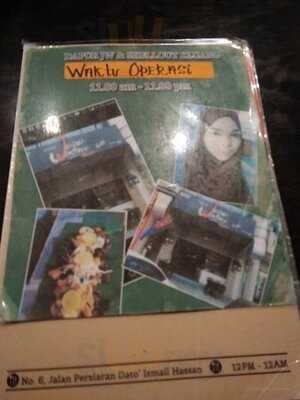 DAPUR JW & SHELLOUT
WAKTU OPERASI
11.00 am - 11.00 pm
No. 6, Jalan Persiaran Dato' Ismail Hassan
12PM - 12AM